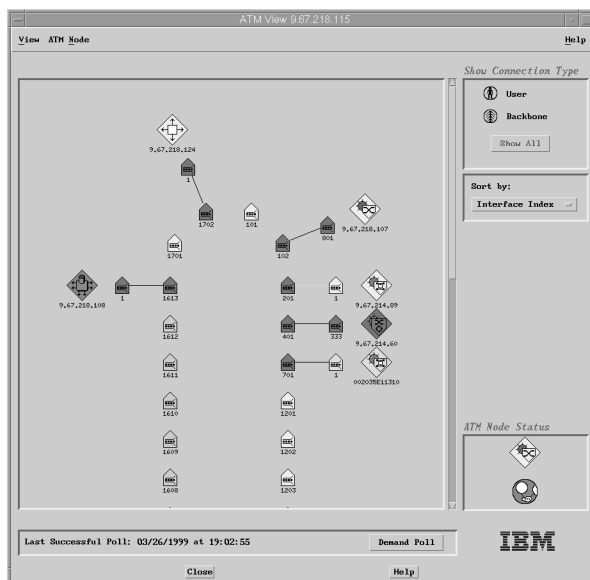 ATM View 9.67.218.115
View ATM Node Help
Show Connection Type
User
Backbone
Show All
Sort by:
Interface Index
9.67.218.124
1
1702
101
801
9.67.218.107
1701
102
9.67.218.108
1
1613
201
1
9.67.214.89
1612
401
333
9.67.214.60
1611
701
1
002035E11310
1610
1201
1609
1202
1608
1203
ATM Node Status
Last Successful Poll: 03/26/1999 at 19:02:55
Demand Poll
IBM
Close
Help